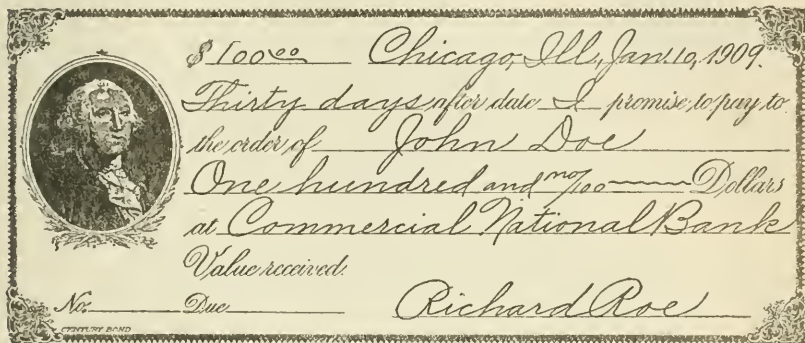 $100.00 Chicago, Ill., Jan. 10, 1909.
Thirty days after date I promise to pay to
the order of John Doe
One hundred and no/100 Dollars
at Commercial National Bank
Value received.
No. Due Richard Roe
CENTURY BOND